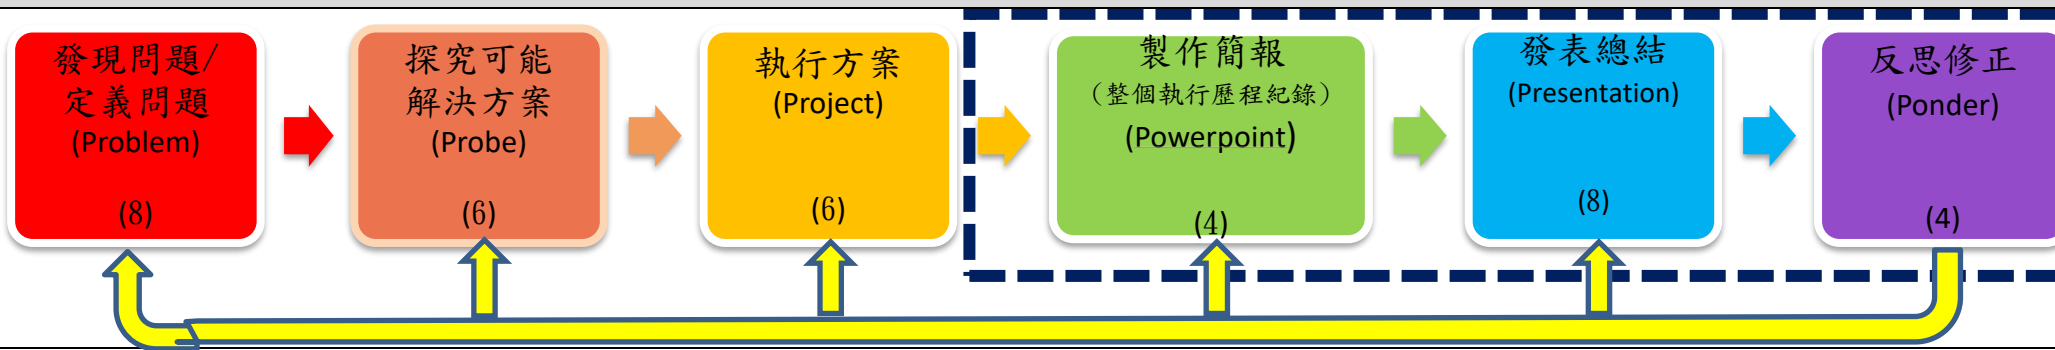 發現問題/
定義問題
(Problem)
(8)
探究可能
解決方案
(Probe)
(6)
執行方案
(Project)
(6)
製作簡報
(整個執行歷程紀錄)
(Powerpoint)
(4)
發表總結
(Presentation)
(8)
反思修正
(Ponder)
(4)